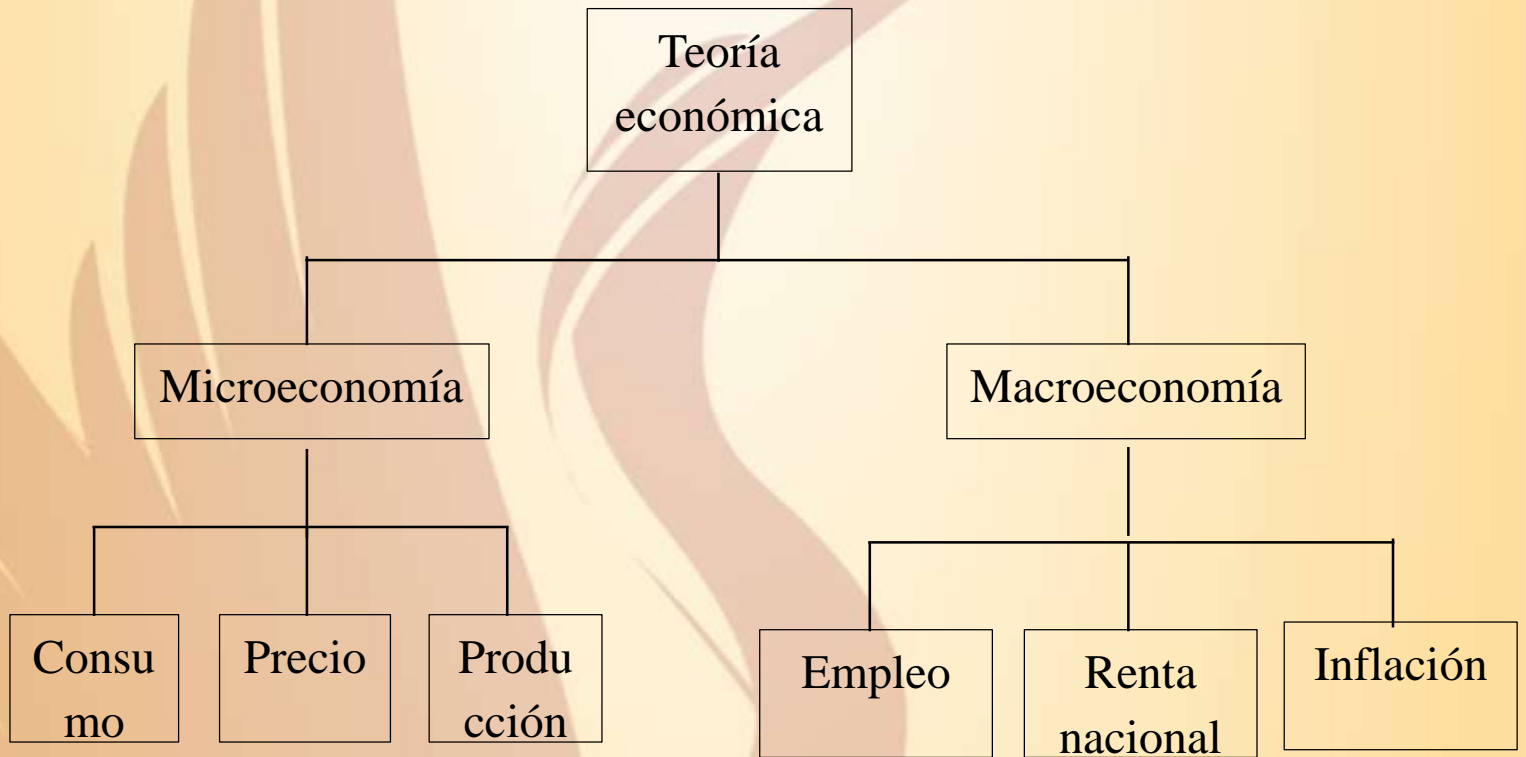 Teoría
económica
Microeconomía
Macroeconomía
Consu
mo
Precio
Produ
cción
Empleo
Renta
nacional
Inflación